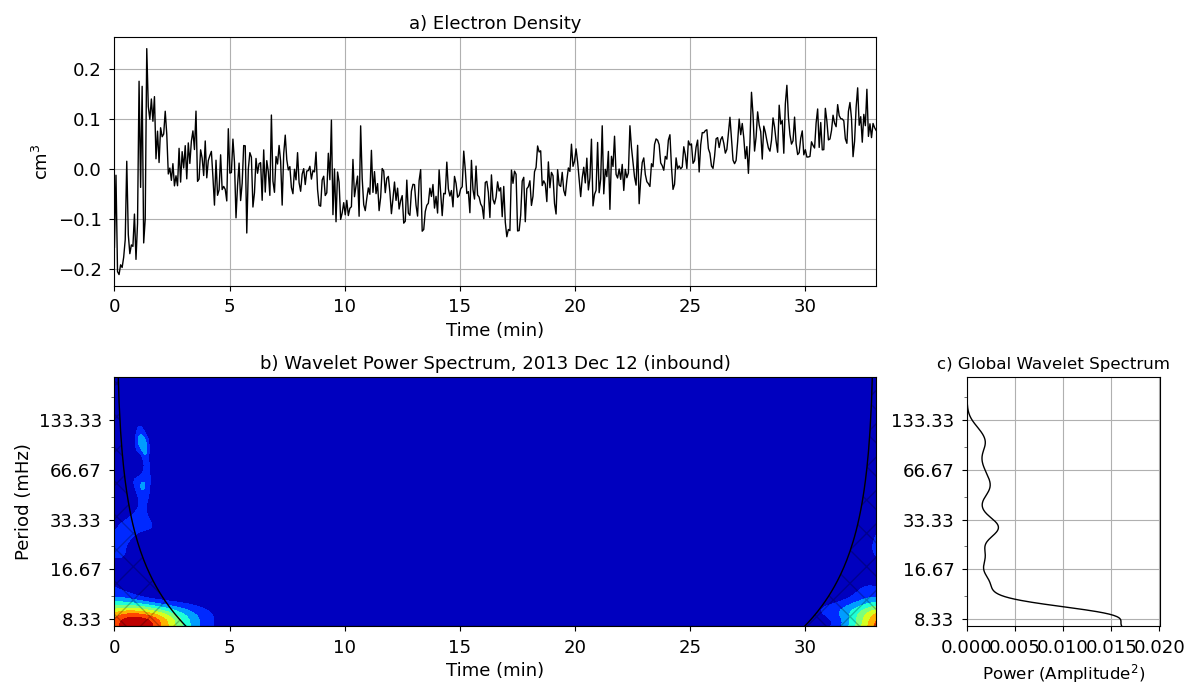 a) Electron Density
cm³
0.2
0.1
0.0
−0.1
−0.2
0 5 10 15 20 25 30
Time (min)
b) Wavelet Power Spectrum, 2013 Dec 12 (inbound)
Period (mHz)
133.33
66.67
33.33
16.67
8.33
0 5 10 15 20 25 30
Time (min)
c) Global Wavelet Spectrum
133.33
66.67
33.33
16.67
8.33
0.000 0.005 0.010 0.015 0.020
Power (Amplitude²)